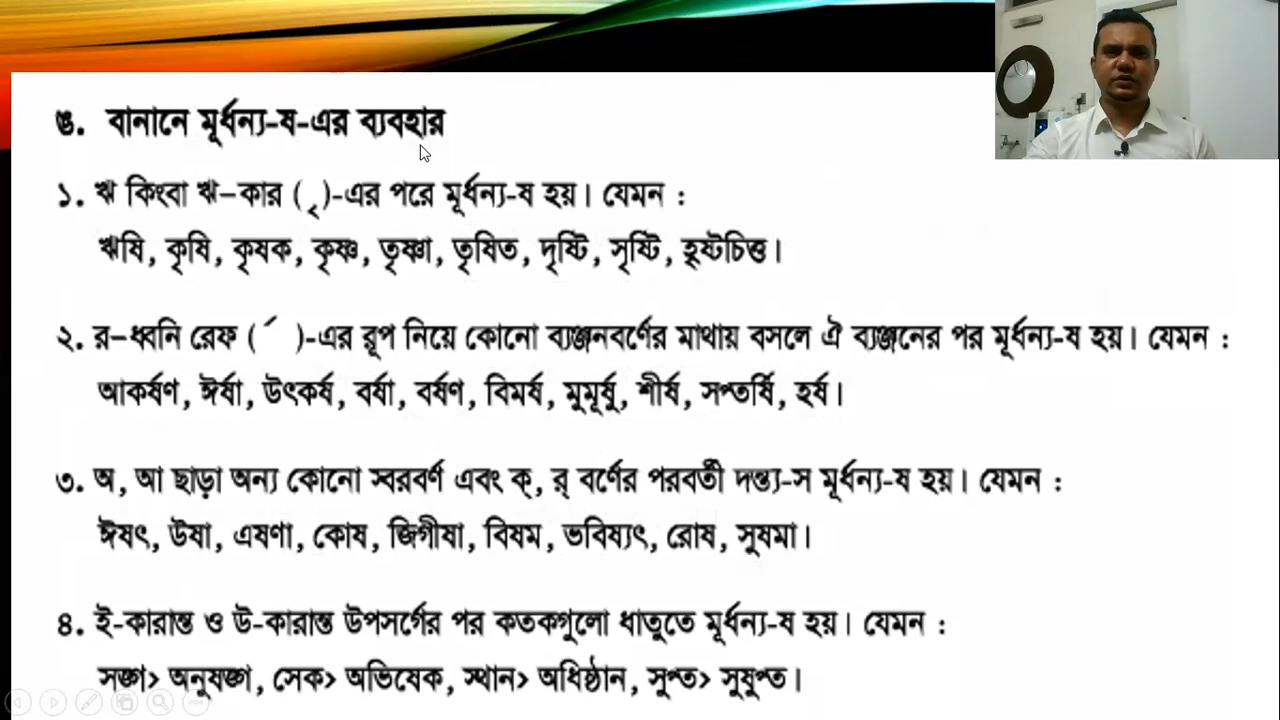 ঙ. বানানে মূর্ধন্য-ষ-এর ব্যবহার
১. ঋ কিংবা ঋ–কার ( ৃ)-এর পরে মূর্ধন্য-ষ হয়। যেমন :
ঋষি, কৃষি, কৃষক, কৃষ্ণ, তৃষ্ণা, তৃষিত, দৃষ্টি, সৃষ্টি, হৃষ্টচিত্ত।
২. র–ধ্বনি রেফ ( ´ )-এর রূপ নিয়ে কোনো ব্যঞ্জনবর্ণের মাথায় বসলে ঐ ব্যঞ্জনের পর মূর্ধন্য-ষ হয়। যেমন :
আকর্ষণ, ঈর্ষা, উৎকর্ষ, বর্ষা, বর্ষণ, বিমর্ষ, মুমূর্ষু, শীর্ষ, সপ্তর্ষি, হর্ষ।
৩. অ, আ ছাড়া অন্য কোনো স্বরবর্ণ এবং ক্, র্ বর্ণের পরবর্তী দন্ত্য-স মূর্ধন্য-ষ হয়। যেমন :
ঈষৎ, উষা, এষণা, কোষ, জিগীষা, বিষম, ভবিষ্যৎ, রোষ, সুষমা।
৪. ই-কারান্ত ও উ-কারান্ত উপসর্গের পর কতকগুলো ধাতুতে মূর্ধন্য-ষ হয়। যেমন :
সঙ্গ> অনুষঙ্গ, সেক> অভিষেক, স্থান> অধিষ্ঠান, সুপ্ত> সুষুপ্ত।